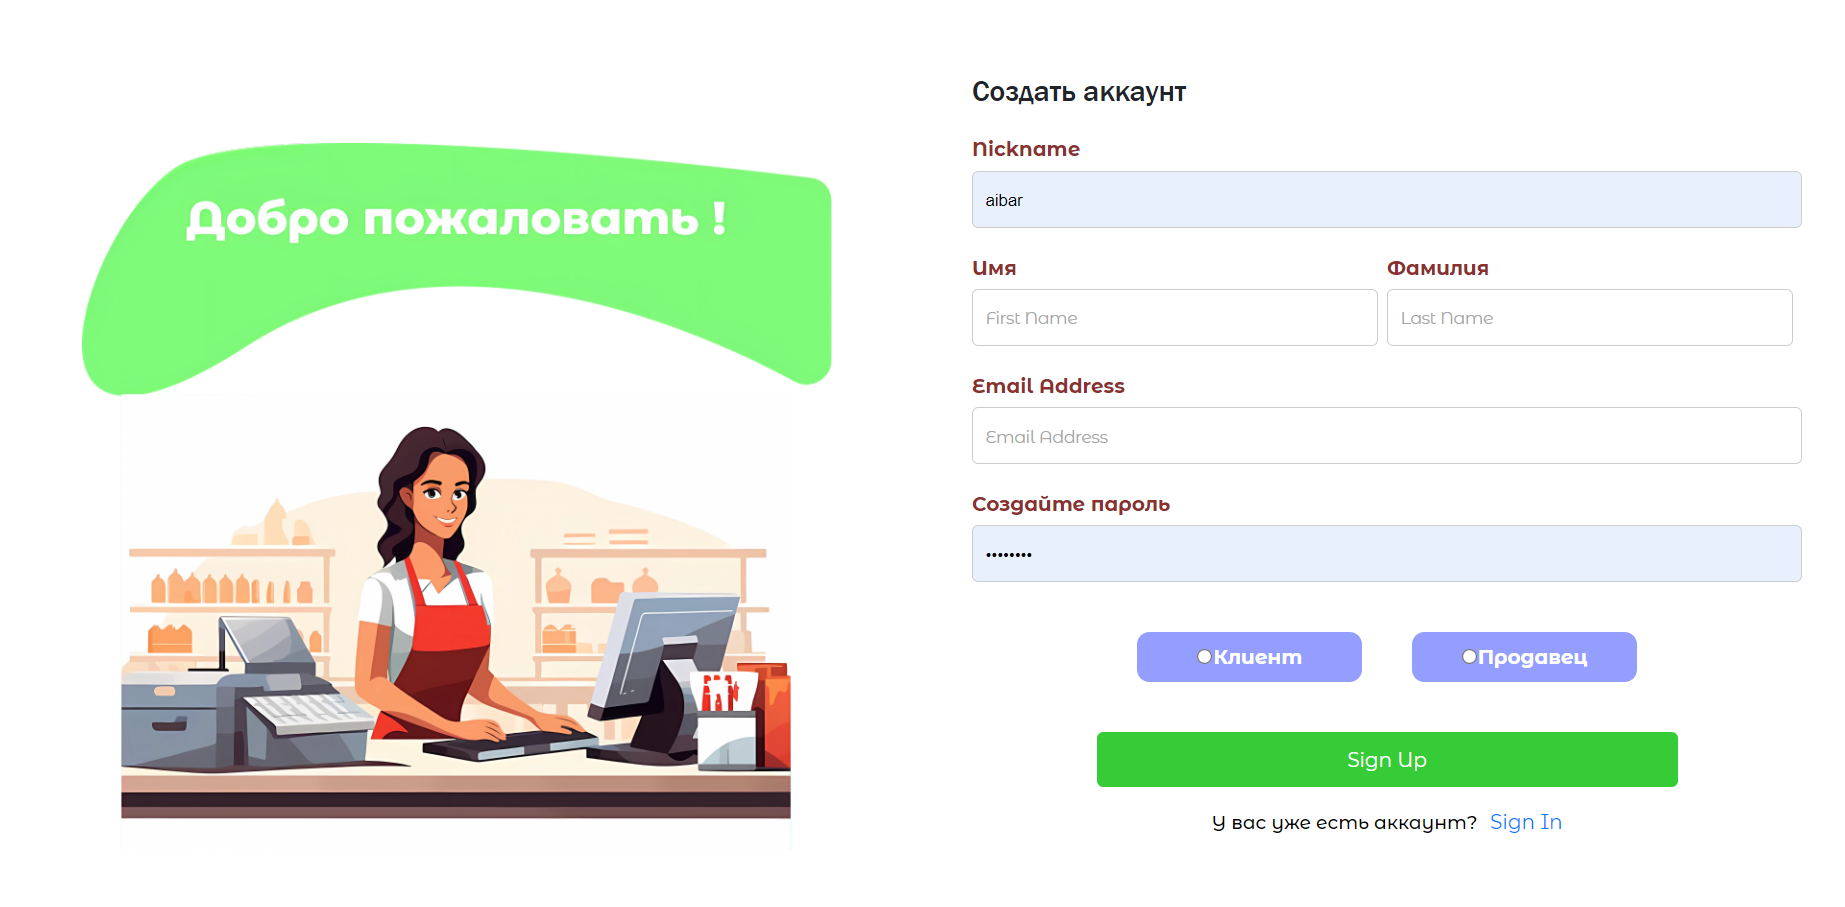 Добро пожаловать !
Создать аккаунт
Nickname
aibar
Имя Фамилия
First Name Last Name
Email Address
Email Address
Создайте пароль
••••••••
Клиент Продавец
Sign Up
У вас уже есть аккаунт? Sign In